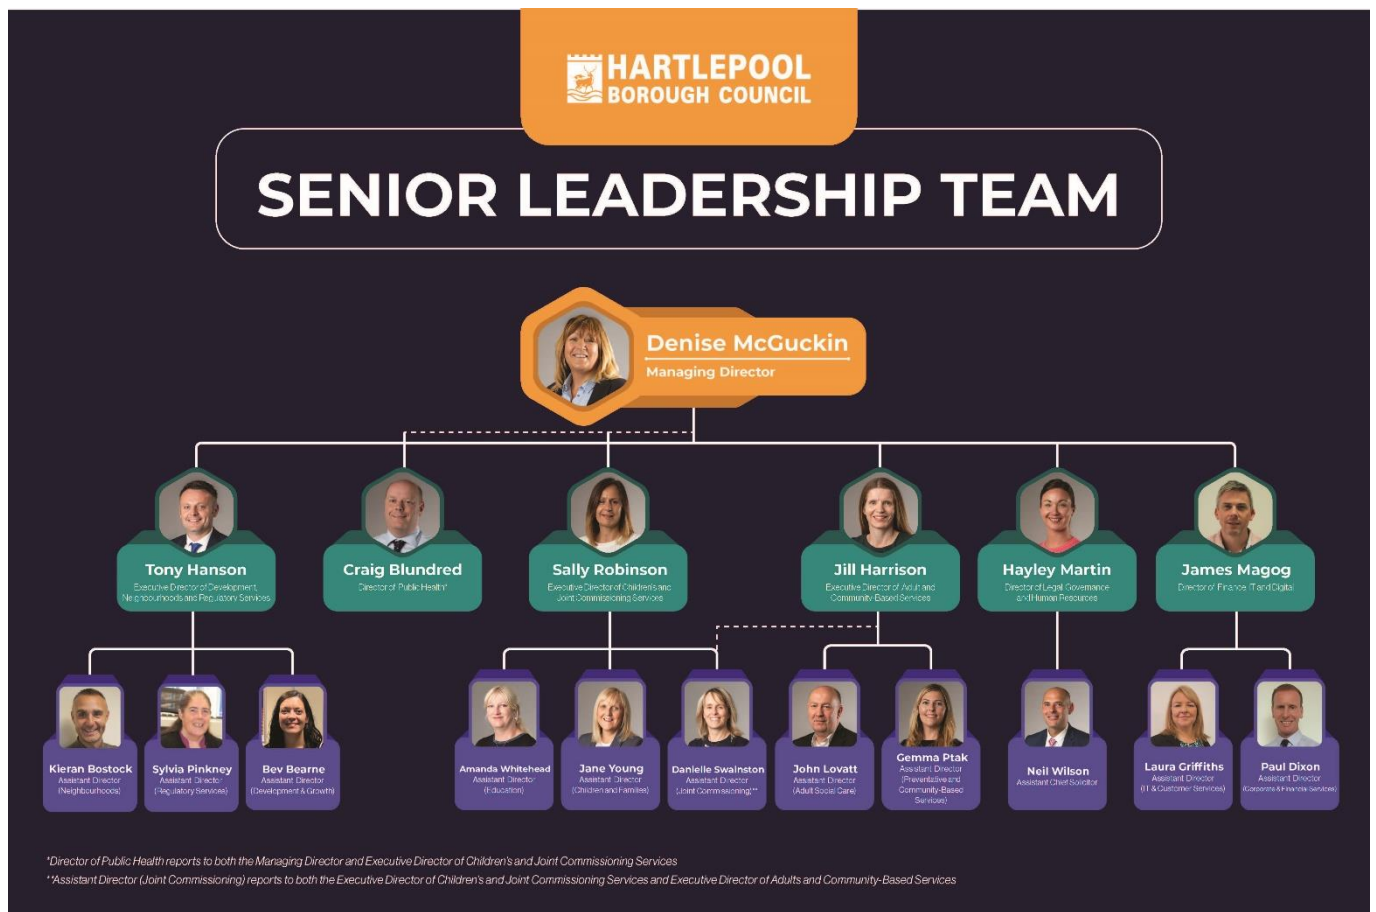 HARTLEPOOL
BOROUGH COUNCIL
SENIOR LEADERSHIP TEAM
Denise McGuckin
Managing Director
Tony Hanson
Executive Director of Development,
Neighbourhoods and Regulatory Services
Craig Blundred
Director of Public Health*
Sally Robinson
Executive Director of Children's and
Joint Commissioning Services
Jill Harrison
Executive Director of Adult and
Community-Based Services
Hayley Martin
Director of Legal Governance
and Human Resources
James Magog
Director of Finance IT and Digital
Kieran Bostock
Assistant Director
(Neighbourhoods)
Sylvia Pinkney
Assistant Director
(Regulatory Services)
Bev Bearne
Assistant Director
(Development & Growth)
Amanda Whitehead
Assistant Director
(Education)
Jane Young
Assistant Director
(Children and Families)
Danielle Swainston
Assistant Director
(Joint Commissioning)**
John Lovatt
Assistant Director
(Adult Social Care)
Gemma Ptak
Assistant Director
(Preventative and
Community-Based
Services)
Neil Wilson
Assistant Chief Solicitor
Laura Griffiths
Assistant Director
(IT & Customer Services)
Paul Dixon
Assistant Director
(Corporate & Financial Services)
*Director of Public Health reports to both the Managing Director and Executive Director of Children's and Joint Commissioning Services
**Assistant Director (Joint Commissioning) reports to both the Executive Director of Children's and Joint Commissioning Services and Executive Director of Adults and Community-Based Services